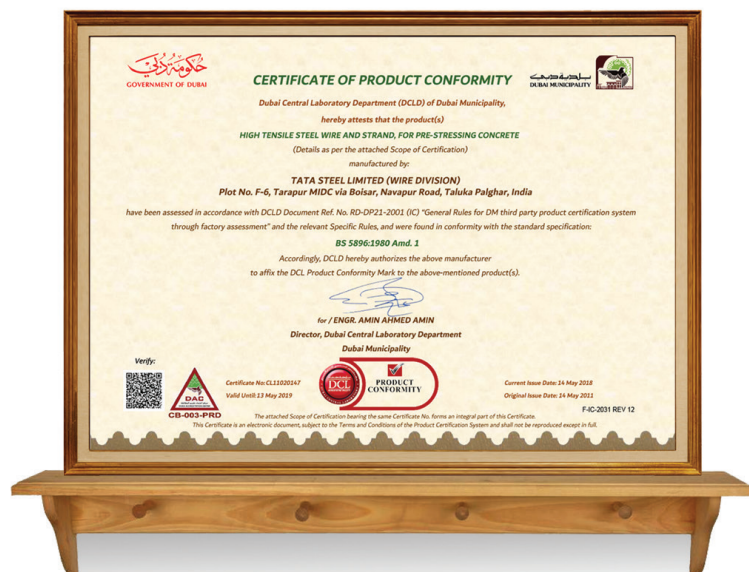 حكومة دبي
GOVERNMENT OF DUBAI
CERTIFICATE OF PRODUCT CONFORMITY
بلدية دبي
DUBAI MUNICIPALITY
Dubai Central Laboratory Department (DCLD) of Dubai Municipality,
hereby attests that the product(s)
HIGH TENSILE STEEL WIRE AND STRAND, FOR PRE-STRESSING CONCRETE
(Details as per the attached Scope of Certification)
manufactured by:
TATA STEEL LIMITED (WIRE DIVISION)
Plot No. F-6, Tarapur MIDC via Boisar, Navapur Road, Taluka Palghar, India
have been assessed in accordance with DCLD Document Ref. No. RD-DP21-2001 (IC) "General Rules for DM third party product certification system
through factory assessment" and the relevant Specific Rules, and were found in conformity with the standard specification:
BS 5896:1980 Amd. 1
Accordingly, DCLD hereby authorizes the above manufacturer
to affix the DCL Product Conformity Mark to the above-mentioned product(s).
for / ENGR. AMIN AHMED AMIN
Director, Dubai Central Laboratory Department
Dubai Municipality
Verify:
DAC
CB-003-PRD
Certificate No: CL11020147
Valid Until: 13 May 2019
DCL
PRODUCT
CONFORMITY
Current Issue Date: 14 May 2018
Original Issue Date: 14 May 2011
F-IC-2031 REV 12
The attached Scope of Certification bearing the same Certificate No. forms an integral part of this Certificate.
This Certificate is an electronic document, subject to the Terms and Conditions of the Product Certification System and shall not be reproduced except in full.